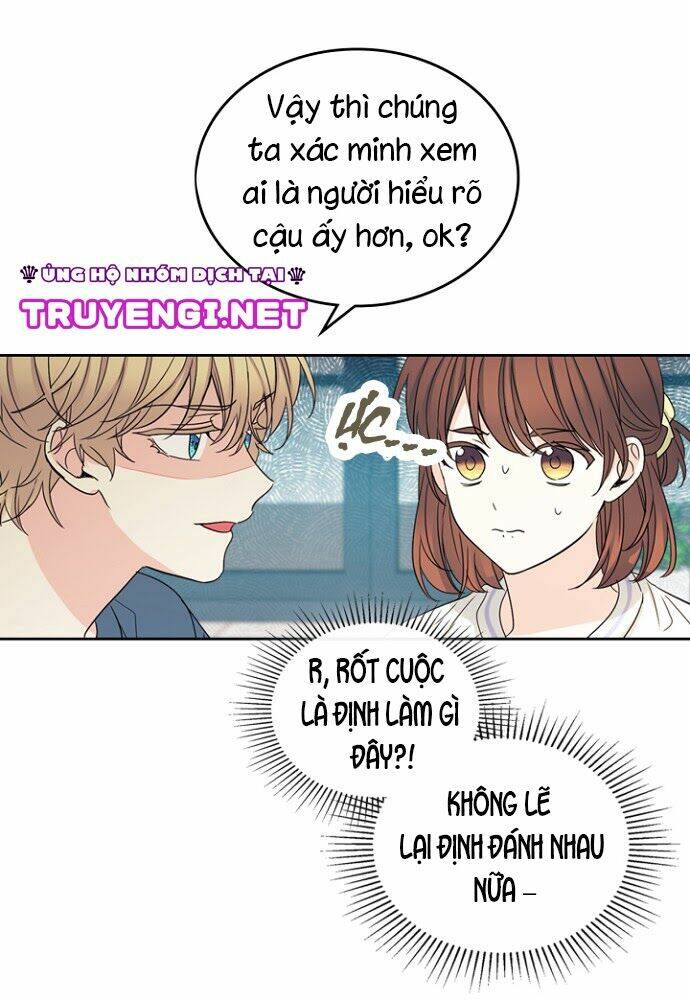 Vậy thì chúng
ta xác minh xem
ai là người hiểu rõ
cậu ấy hơn, ok?
ỦNG HỘ NHÓM DỊCH TẠI
TRUYENGI.NET
ỰC....
R, RỐT CUỘC
LÀ ĐỊNH LÀM GÌ
ĐÂY?!
KHÔNG LẼ
LẠI ĐỊNH ĐÁNH NHAU
NỮA –